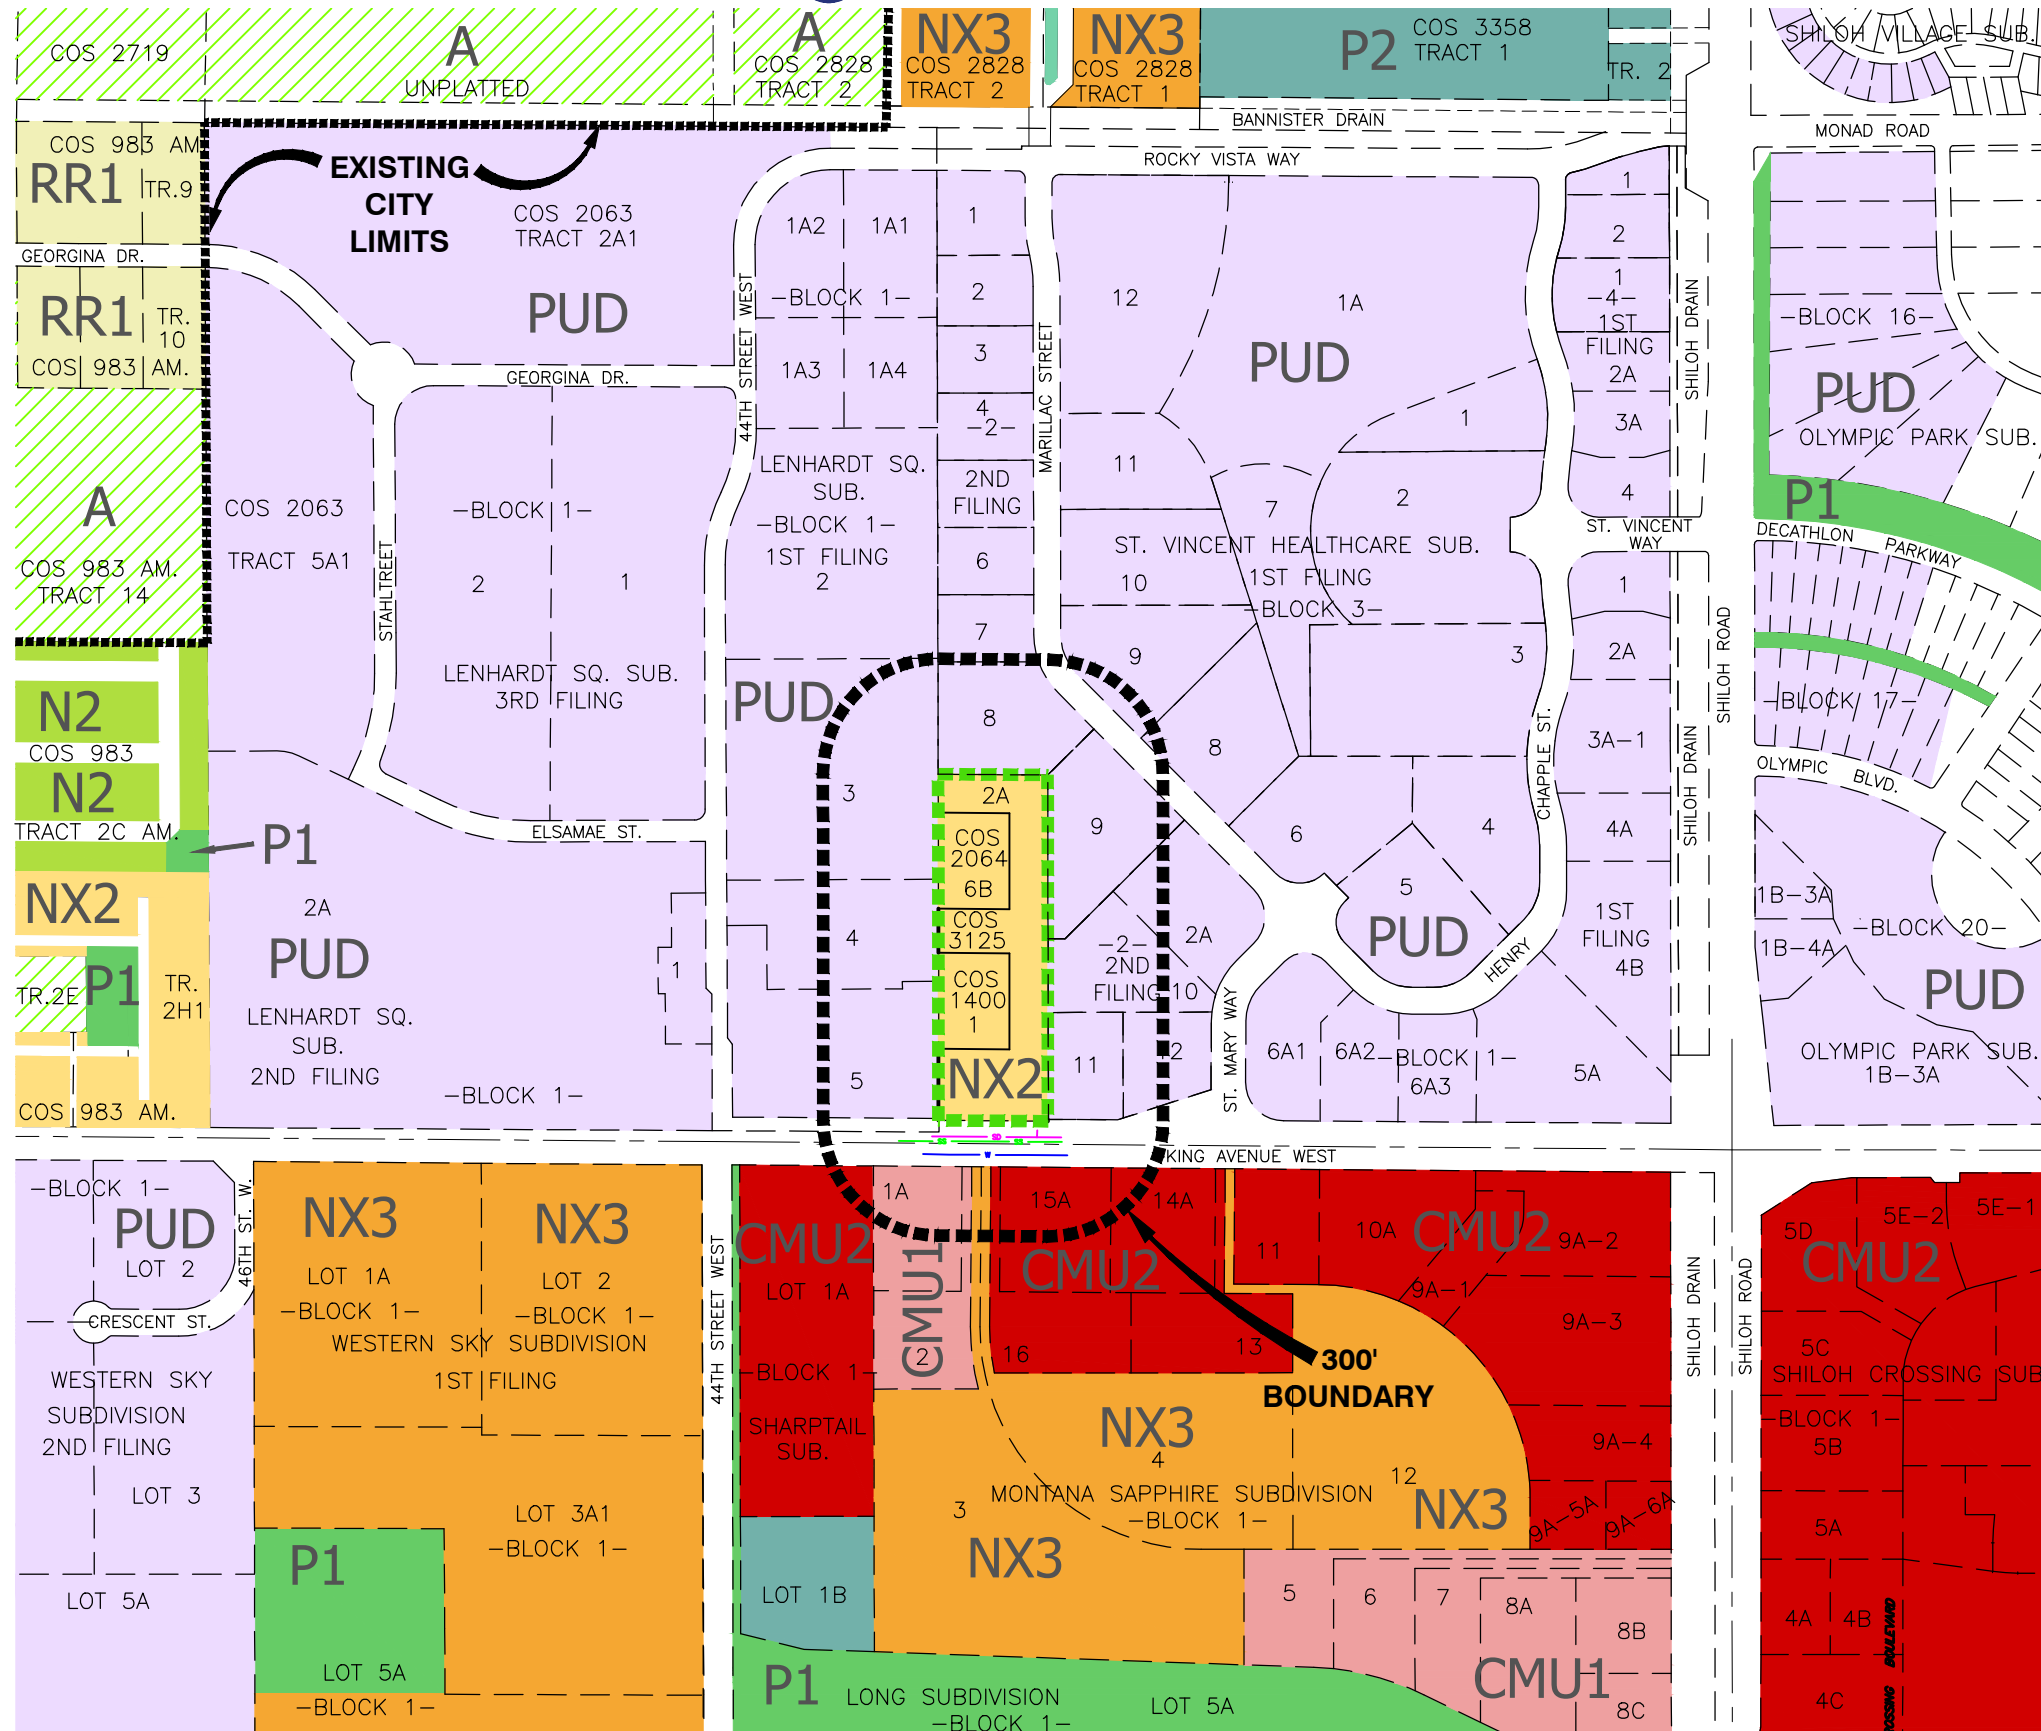 COS 2719
A
UNPLATTED
A
COS 2828
TRACT 2
NX3
COS 2828
TRACT 2
NX3
COS 2828
TRACT 1
P2
COS 3358
TRACT 1
TR. 2
SHILOH VILLAGE SUB.
BANNISTER DRAIN
MONAD ROAD
ROCKY VISTA WAY
COS 983 AM
RR1
TR.9
GEORGINA DR.
RR1
TR.
10
COS 983 AM.
EXISTING
CITY
LIMITS
COS 2063
TRACT 2A1
PUD
GEORGINA DR.
44TH STREET WEST
1A2
1A1
-BLOCK 1-
1A3
1A4
1
2
3
4
-2-
2ND
FILING
6
7
8
MARILLAC STREET
12
1A
PUD
11
1
2
7
ST. VINCENT HEALTHCARE SUB.
1ST FILING
-BLOCK 3-
10
9
3
8
6
4
5
PUD
1
2
1
-4-
1ST
FILING
2A
3A
4
ST. VINCENT
WAY
1
2A
3A-1
4A
1ST
FILING
4B
CHAPPLE ST.
HENRY
SHILOH DRAIN
SHILOH DRAIN
SHILOH ROAD
-BLOCK 16-
PUD
OLYMPIC PARK SUB.
P1
DECATHLON PARKWAY
-BLOCK 17-
OLYMPIC BLVD.
1B-3A
-BLOCK 20-
1B-4A
PUD
OLYMPIC PARK SUB.
1B-3A
A
COS 983 AM.
TRACT 14
COS 2063
TRACT 5A1
STAHLTREET
-BLOCK 1-
2
1
LENHARDT SQ. SUB.
3RD FILING
LENHARDT SQ.
SUB.
-BLOCK 1-
1ST FILING
2
PUD
3
4
5
N2
COS 983
N2
TRACT 2C AM.
P1
NX2
TR.2E
P1
TR.
2H1
COS 983 AM.
ELSAMAE ST.
2A
PUD
LENHARDT SQ.
SUB.
2ND FILING
-BLOCK 1-
1
2A
COS
2064
6B
COS
3125
COS
1400
1
NX2
9
-2-
2ND
FILING
2A
10
11
12
ST. MARY WAY
6A1
6A2
-BLOCK 1-
6A3
5A
SD
SS
SS
W
KING AVENUE WEST
-BLOCK 1-
PUD
LOT 2
46TH ST. W.
CRESCENT ST.
WESTERN SKY
SUBDIVISION
2ND FILING
LOT 3
LOT 5A
NX3
LOT 1A
-BLOCK 1-
NX3
LOT 2
-BLOCK 1-
WESTERN SKY SUBDIVISION
1ST FILING
LOT 3A1
-BLOCK 1-
P1
LOT 5A
-BLOCK 1-
44TH STREET WEST
CMU2
LOT 1A
-BLOCK 1-
SHARPTAIL
SUB.
LOT 1B
1A
CMU1
2
15A
14A
CMU2
16
13
11
10A
CMU2
9A-2
9A-1
9A-3
9A-4
9A-5A
9A-6A
300'
BOUNDARY
NX3
4
12
MONTANA SAPPHIRE SUBDIVISION
-BLOCK 1-
3
NX3
NX3
5
6
7
8A
8B
CMU1
8C
P1
LONG SUBDIVISION
-BLOCK 1-
LOT 5A
SHILOH DRAIN
SHILOH ROAD
5D
5E-2
5E-1
CMU2
5C
SHILOH CROSSING SUB
-BLOCK 1-
5B
5A
4A
4B
4C
OSSING BOULEVARD